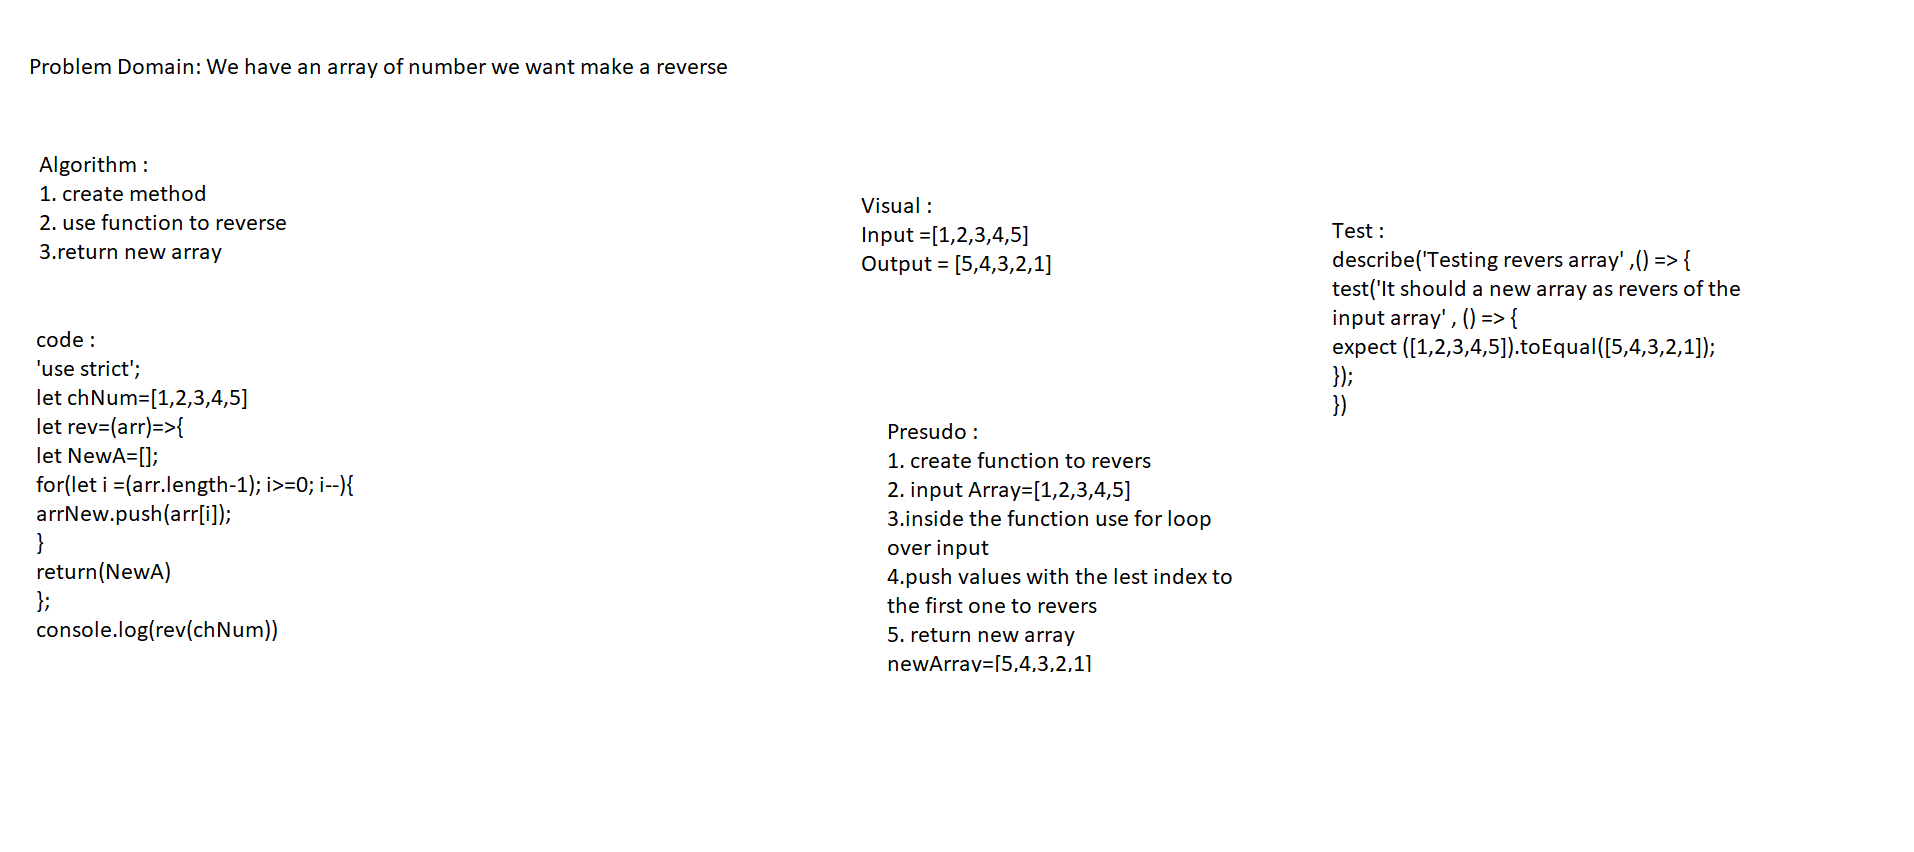 Problem Domain: We have an array of number we want make a reverse
Algorithm :
1. create method
2. use function to reverse
3.return new array
code :
'use strict';
let chNum=[1,2,3,4,5]
let rev=(arr)=>{
let NewA=[];
for(let i =(arr.length-1); i>=0; i--){
arrNew.push(arr[i]);
}
return(NewA)
};
console.log(rev(chNum))
Visual :
Input =[1,2,3,4,5]
Output = [5,4,3,2,1]
Presudo :
1. create function to revers
2. input Array=[1,2,3,4,5]
3.inside the function use for loop
over input
4.push values with the lest index to
the first one to revers
5. return new array
newArray=[5,4,3,2,1]
Test :
describe('Testing revers array' ,() => {
test('It should a new array as revers of the
input array' , () => {
expect ([1,2,3,4,5]).toEqual([5,4,3,2,1]);
});
})